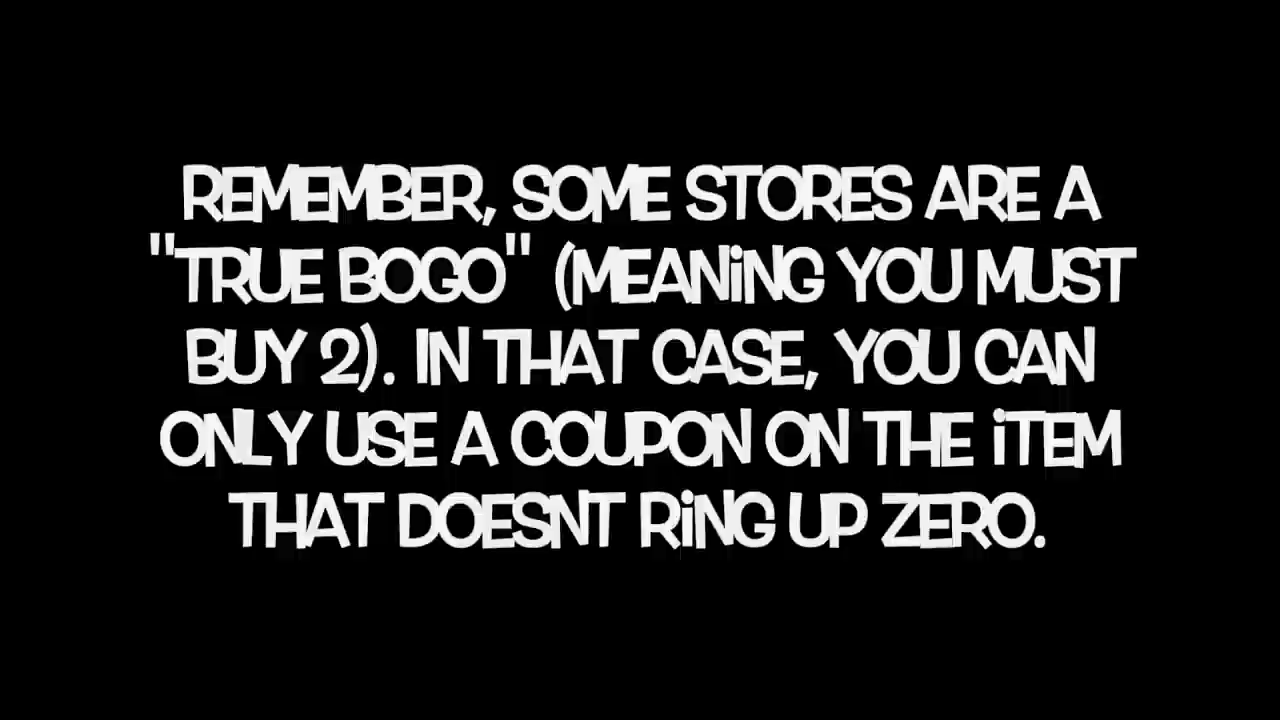 REMEMBER, SOME STORES ARE A
"TRUE BOGO" (MEANiNG YOU MUST
BUY 2). IN THAT CASE, YOU CAN
ONLY USE A COUPON ON THE iTEM
THAT DOESNT RiNG UP ZERO.